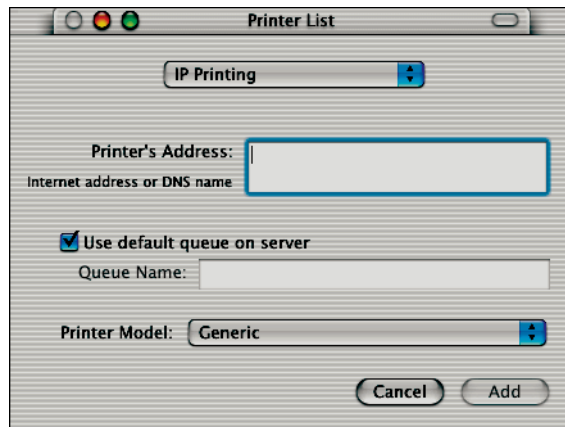 Printer List
IP Printing
Printer's Address:
Internet address or DNS name
Use default queue on server
Queue Name:
Printer Model: Generic
Cancel Add